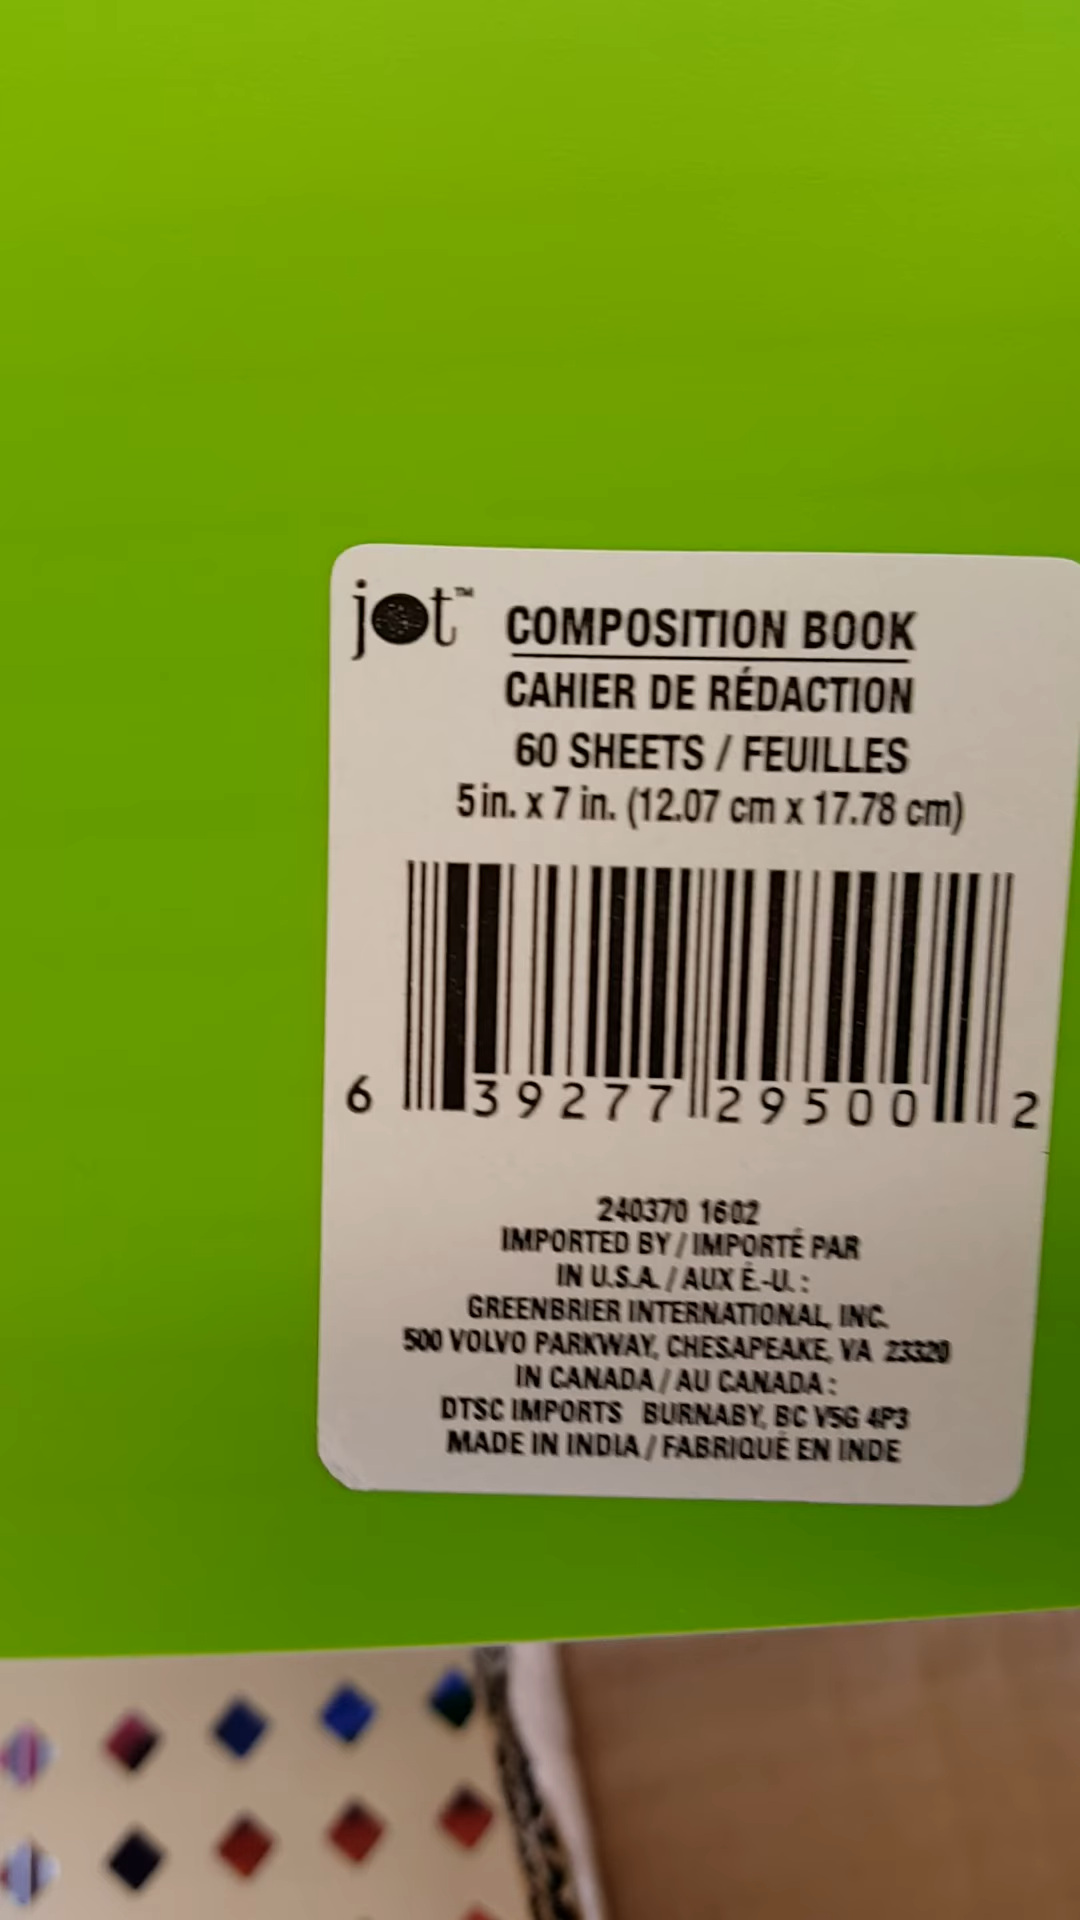 jot™ COMPOSITION BOOK
CAHIER DE RÉDACTION
60 SHEETS / FEUILLES
5 in. x 7 in. (12.07 cm x 17.78 cm)
6 39277 29500 2
240370 1602
IMPORTED BY / IMPORTÉ PAR
IN U.S.A. / AUX É.-U. :
GREENBRIER INTERNATIONAL, INC.
500 VOLVO PARKWAY, CHESAPEAKE, VA 23320
IN CANADA / AU CANADA :
DTSC IMPORTS BURNABY, BC V5G 4P3
MADE IN INDIA / FABRIQUÉ EN INDE